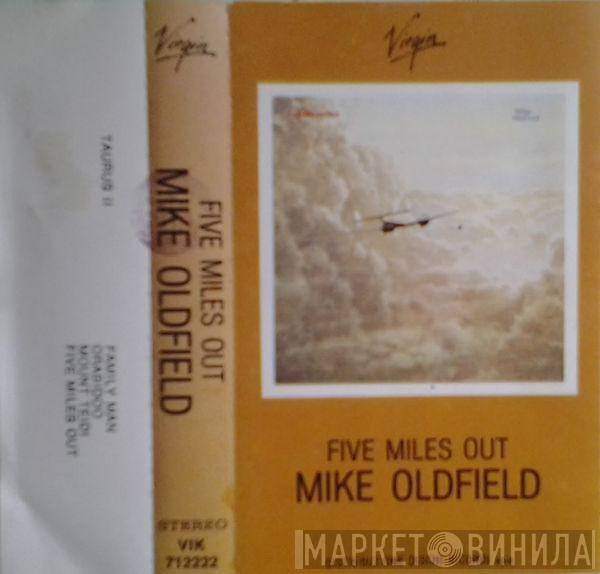 TAURUS II
FAMILY MAN
ORABIDOO
MOUNT TEIDI
FIVE MILES OUT
Virgin
FIVE MILES OUT
MIKE OLDFIELD
STEREO
VIK
712222
Virgin
FIVE MILES OUT
MIKE OLDFIELD
МАРКЕТ ВИНИЛА